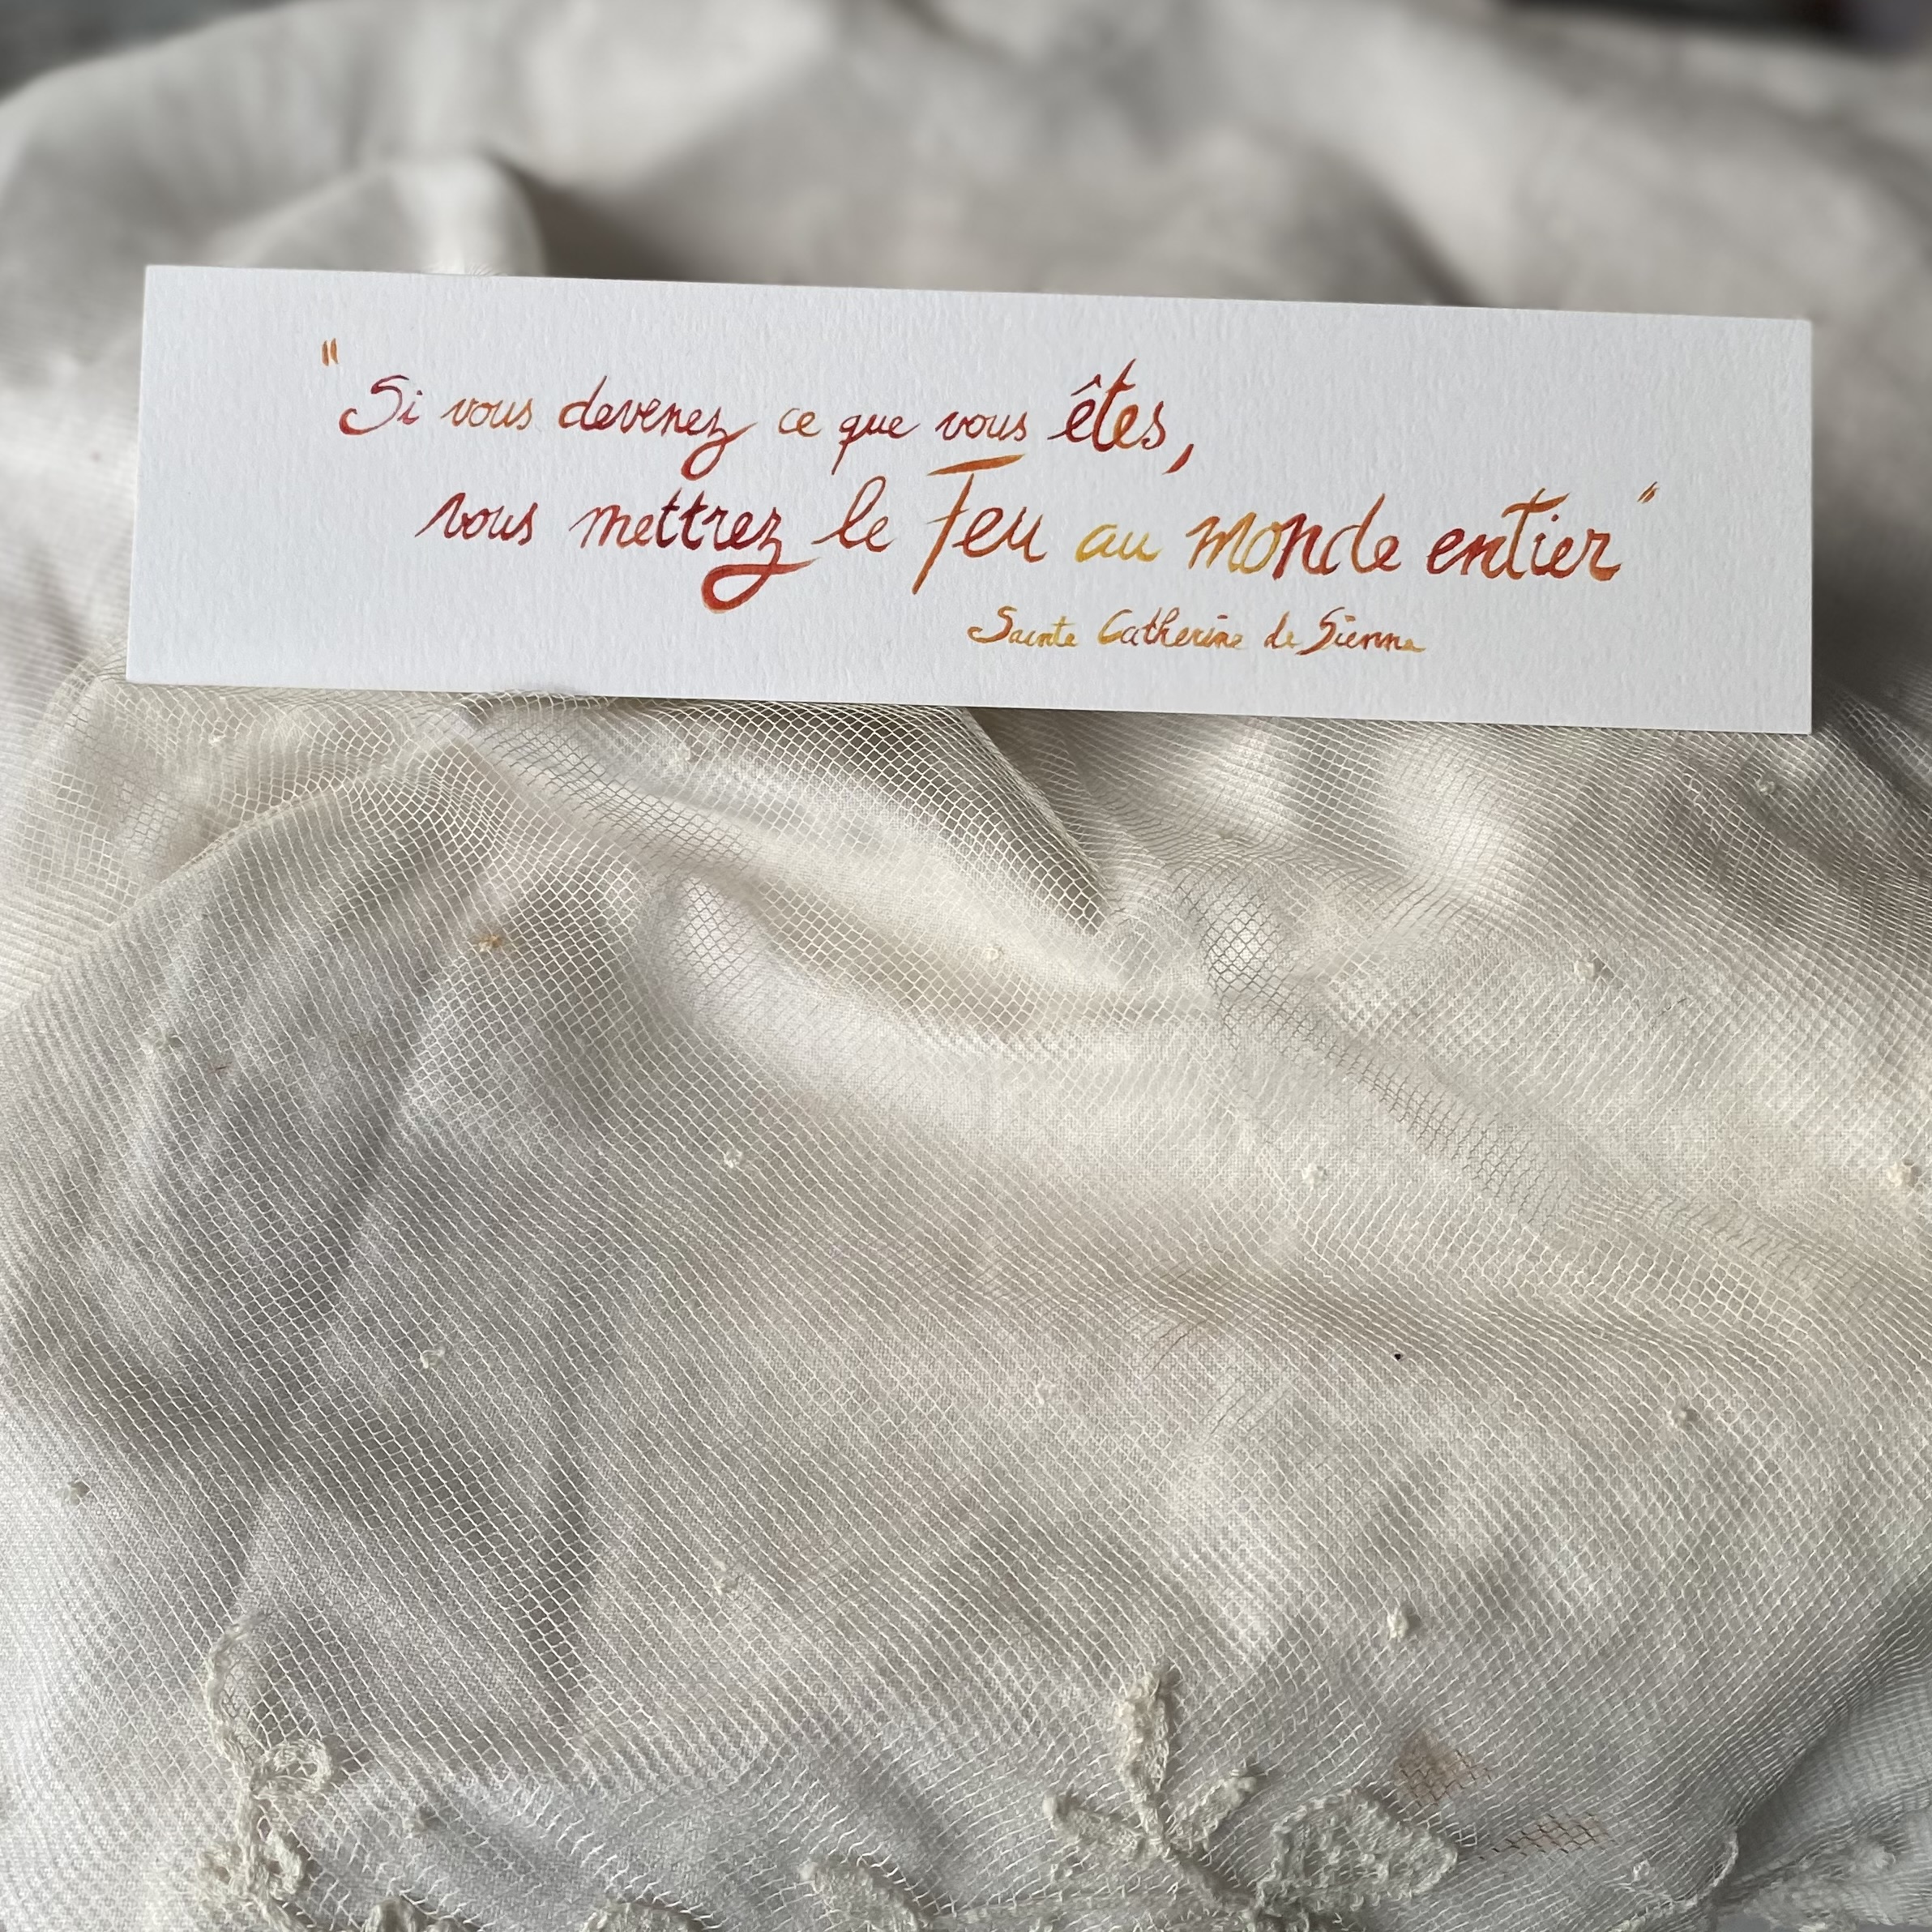 "Si vous devenez ce que vous êtes,
vous mettrez le Feu au monde entier"
Sainte Catherine de Sienne